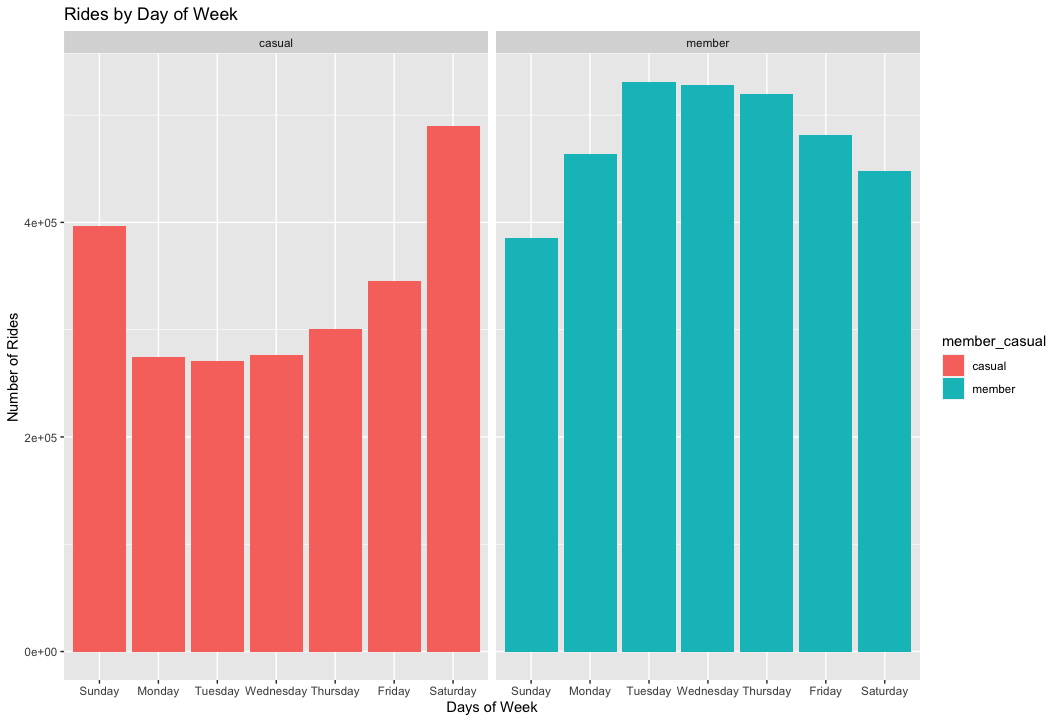 Rides by Day of Week
casual
member
Number of Rides
4e+05
2e+05
0e+00
Sunday Monday Tuesday Wednesday Thursday Friday Saturday
Sunday Monday Tuesday Wednesday Thursday Friday Saturday
Days of Week
member_casual
casual
member